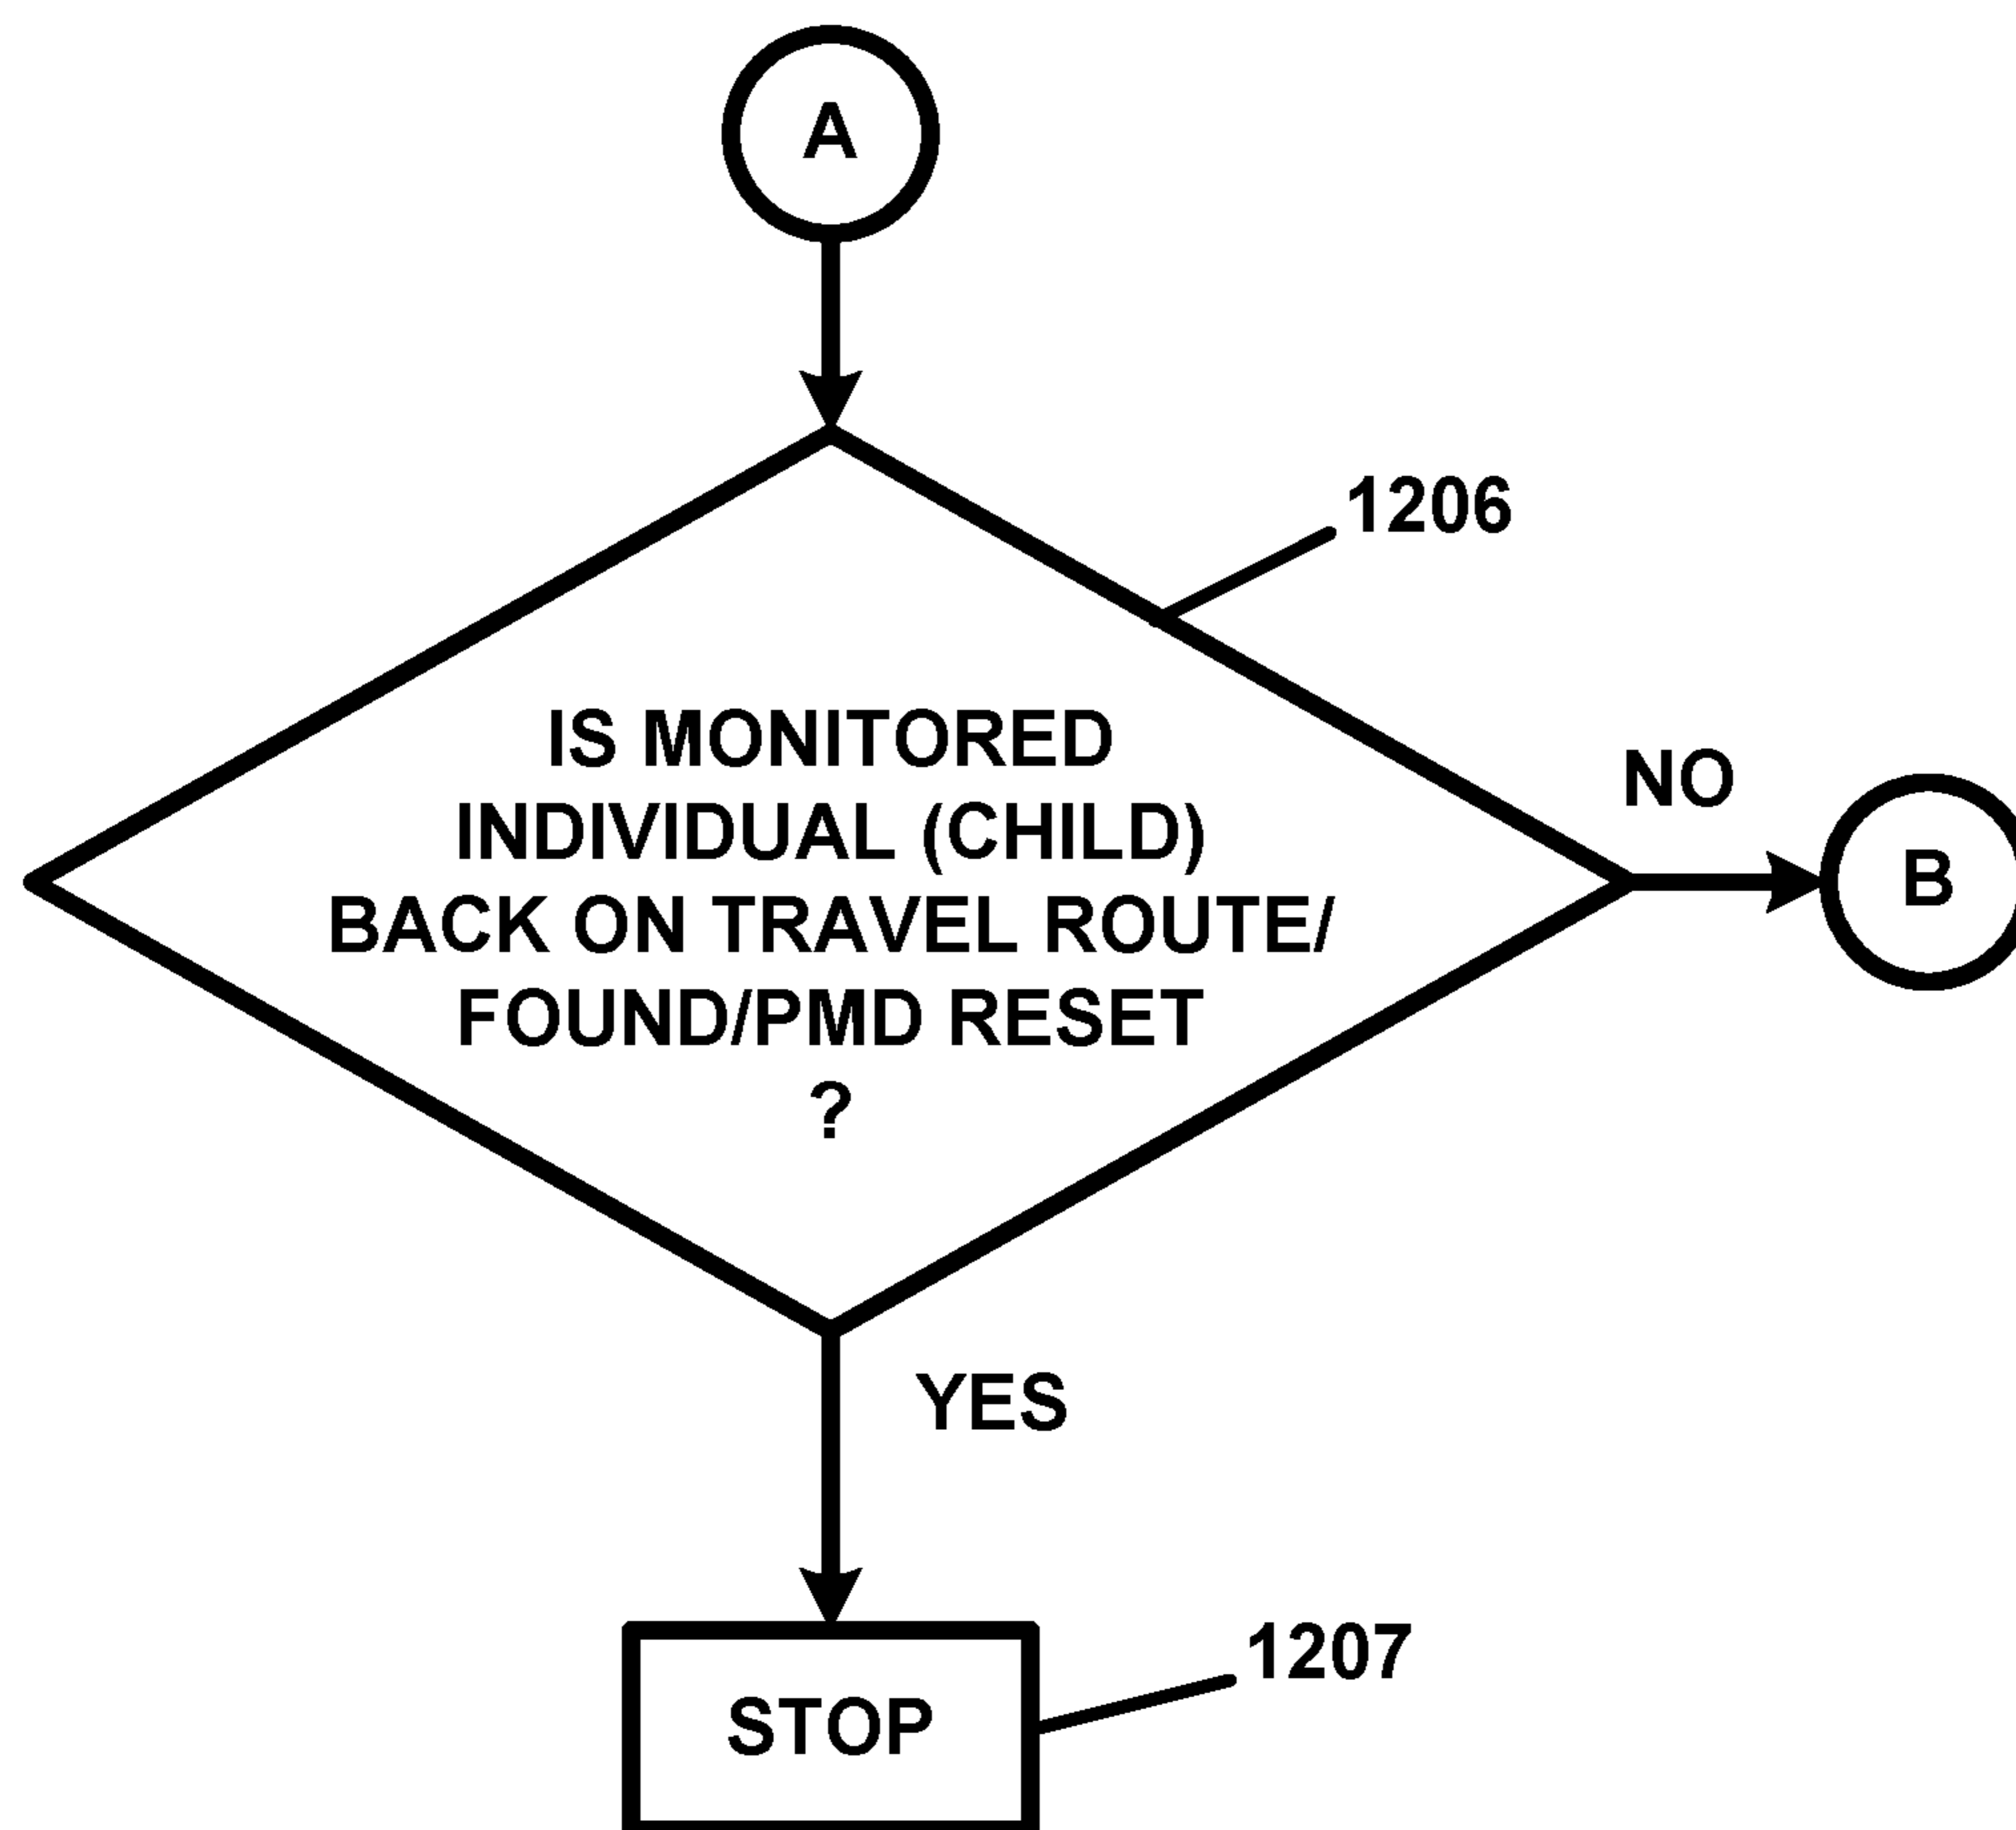 A
1206
IS MONITORED
INDIVIDUAL (CHILD)
BACK ON TRAVEL ROUTE/
FOUND/PMD RESET
?
NO
B
YES
1207
STOP